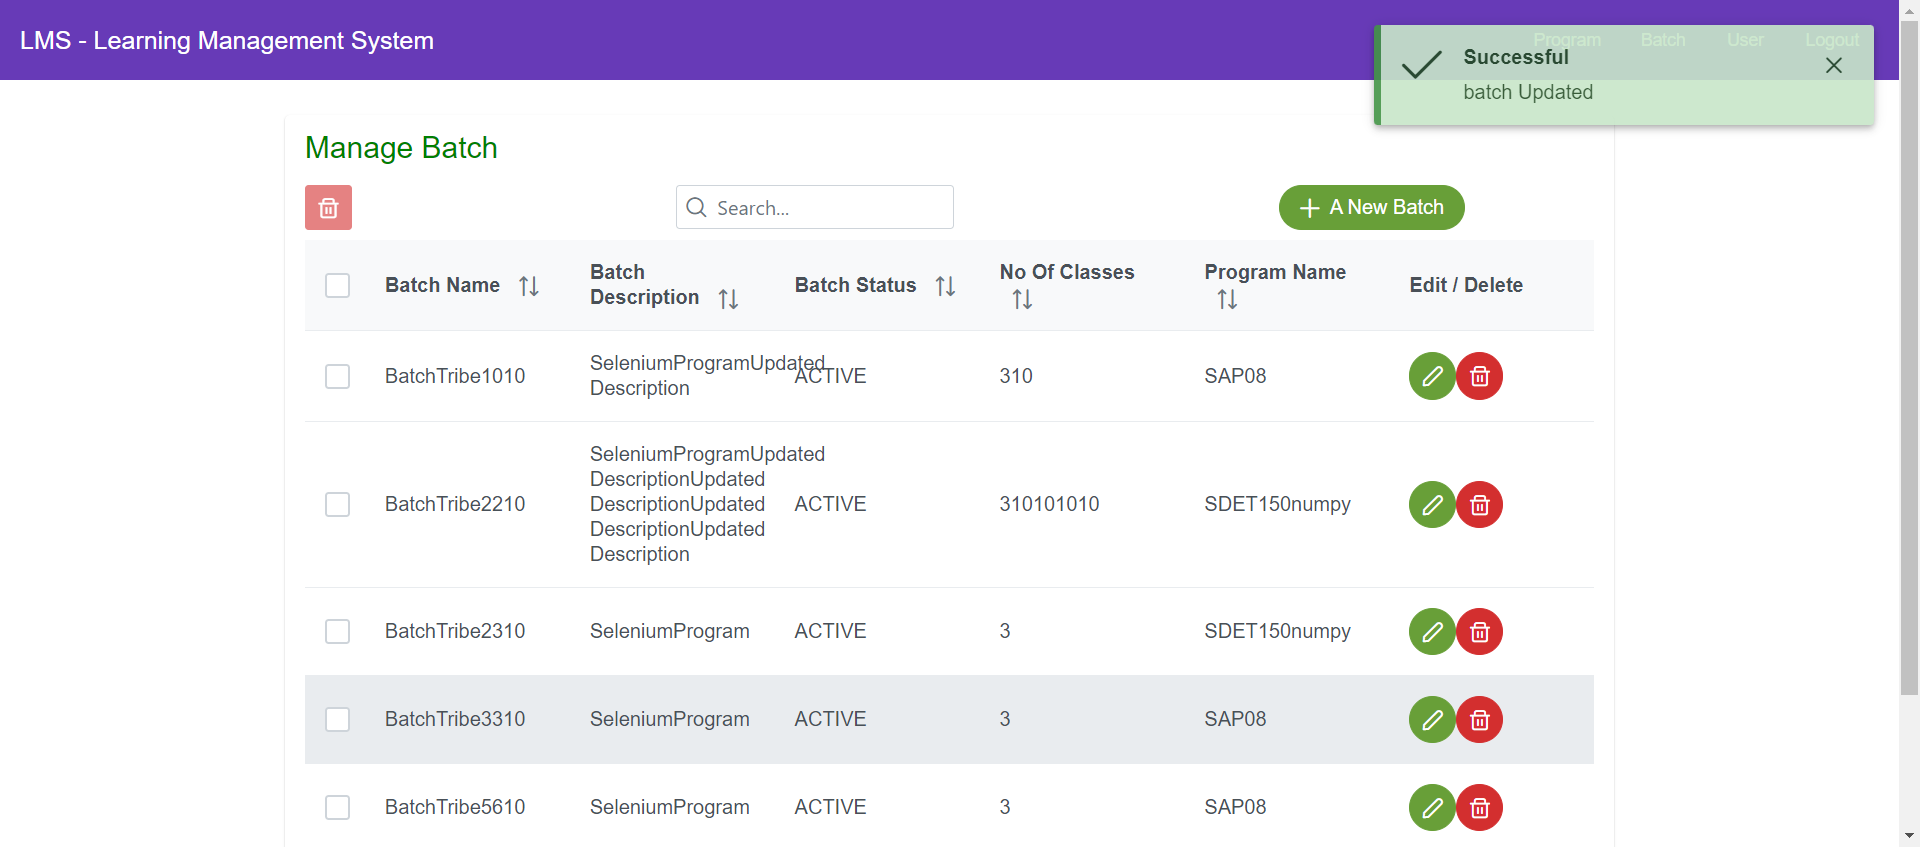 LMS - Learning Management System
Program Batch User Logout
Successful
batch Updated
Manage Batch
Search...
A New Batch
Batch Name
Batch
Description
Batch Status
No Of Classes
Program Name
Edit / Delete
BatchTribe1010
SeleniumProgramUpdated
Description
ACTIVE
310
SAP08
BatchTribe2210
SeleniumProgramUpdated
DescriptionUpdated
DescriptionUpdated
DescriptionUpdated
Description
ACTIVE
310101010
SDET150numpy
BatchTribe2310 SeleniumProgram ACTIVE 3 SDET150numpy
BatchTribe3310 SeleniumProgram ACTIVE 3 SAP08
BatchTribe5610 SeleniumProgram ACTIVE 3 SAP08